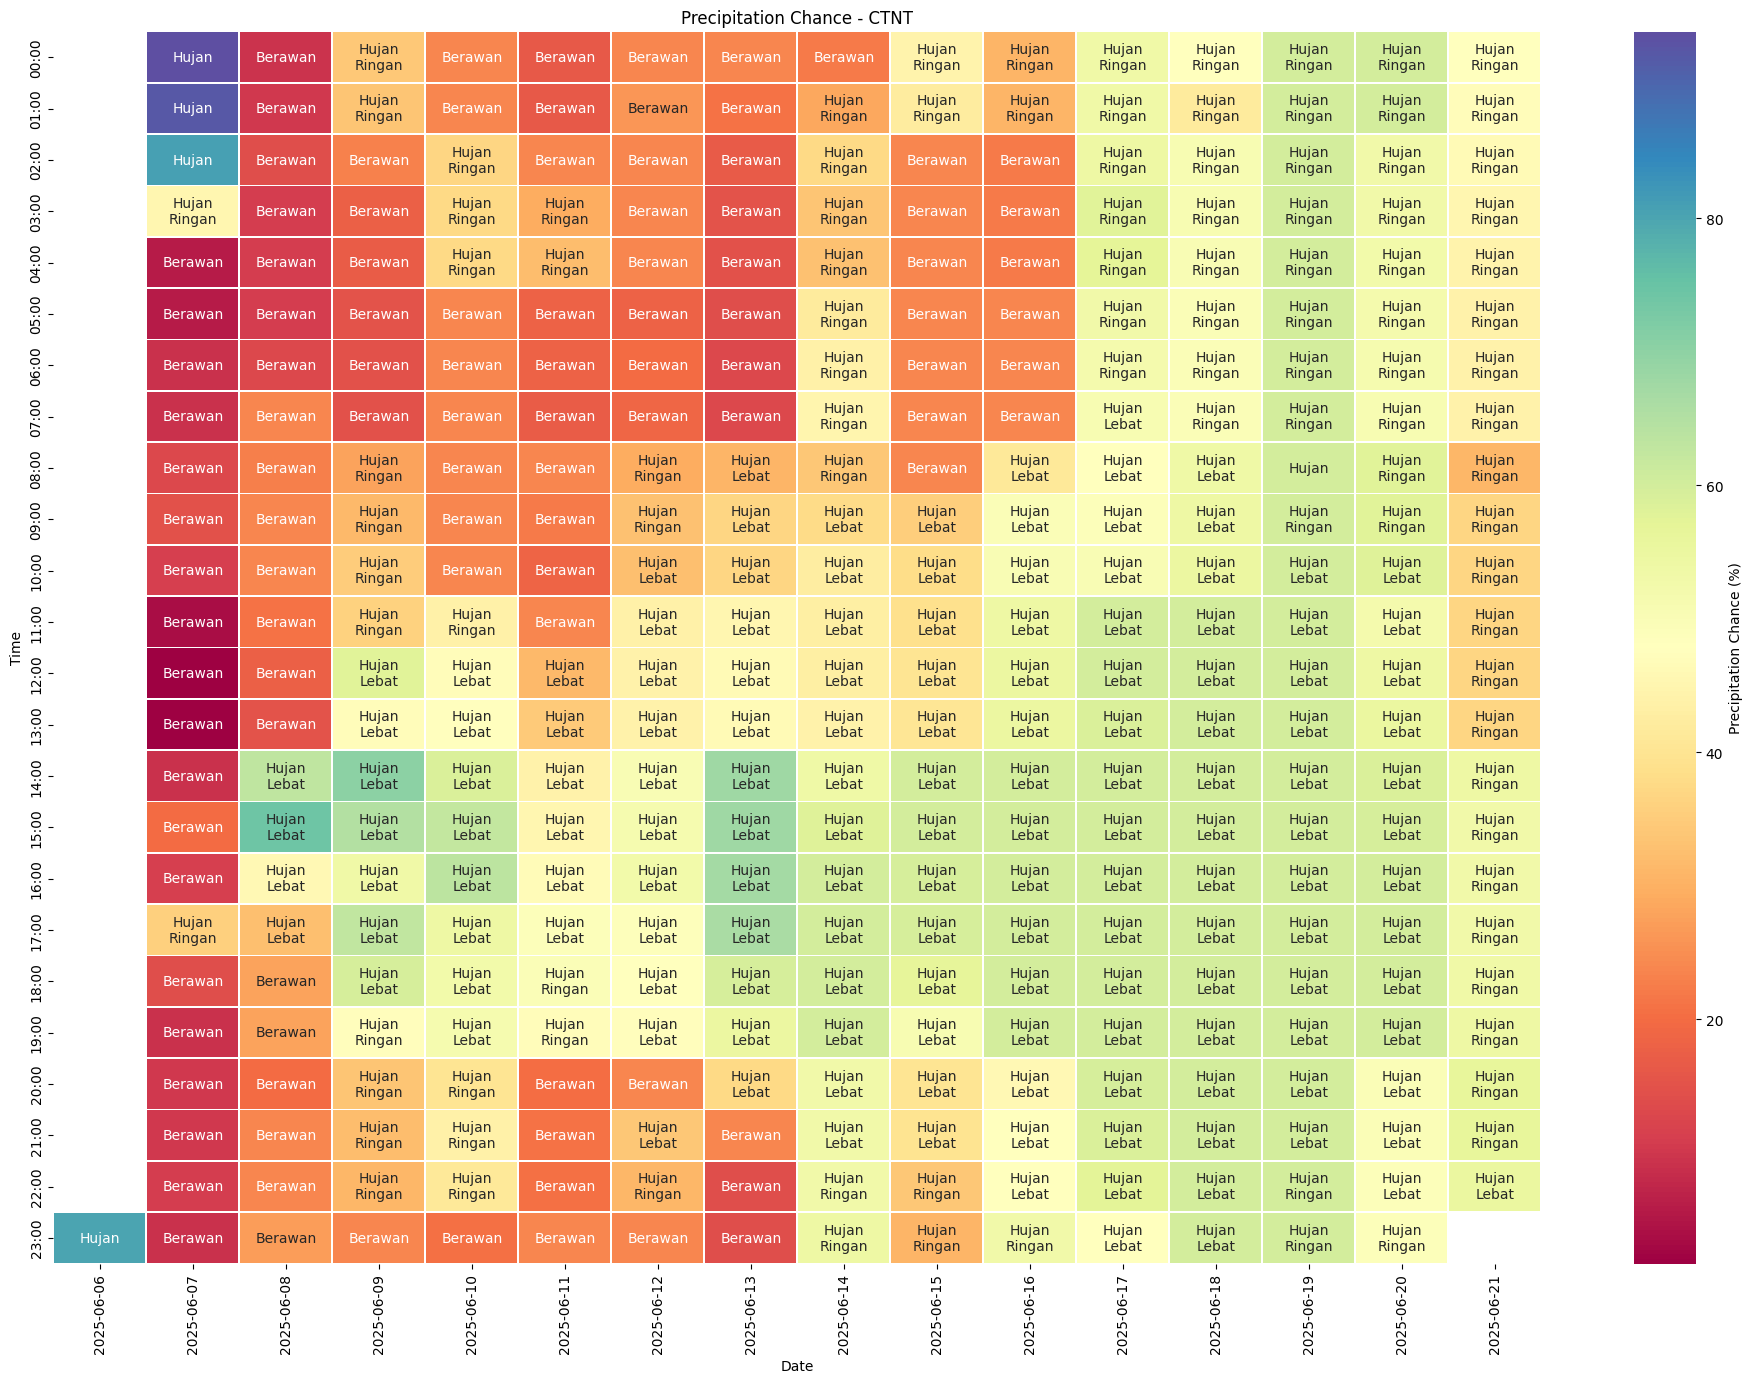 Precipitation Chance - CTNT
00:00 Hujan Berawan Hujan Ringan Berawan Berawan Berawan Berawan Berawan Hujan Ringan Hujan Ringan Hujan Ringan Hujan Ringan Hujan Ringan Hujan Ringan Hujan Ringan
01:00 Hujan Berawan Hujan Ringan Berawan Berawan Berawan Berawan Hujan Ringan Hujan Ringan Hujan Ringan Hujan Ringan Hujan Ringan Hujan Ringan Hujan Ringan Hujan Ringan
02:00 Hujan Berawan Berawan Hujan Ringan Berawan Berawan Berawan Hujan Ringan Berawan Berawan Hujan Ringan Hujan Ringan Hujan Ringan Hujan Ringan Hujan Ringan
03:00 Hujan Ringan Berawan Berawan Hujan Ringan Hujan Ringan Berawan Berawan Hujan Ringan Berawan Berawan Hujan Ringan Hujan Ringan Hujan Ringan Hujan Ringan Hujan Ringan
04:00 Berawan Berawan Berawan Hujan Ringan Hujan Ringan Berawan Berawan Hujan Ringan Berawan Berawan Hujan Ringan Hujan Ringan Hujan Ringan Hujan Ringan Hujan Ringan
05:00 Berawan Berawan Berawan Berawan Berawan Berawan Berawan Hujan Ringan Berawan Berawan Hujan Ringan Hujan Ringan Hujan Ringan Hujan Ringan Hujan Ringan
06:00 Berawan Berawan Berawan Berawan Berawan Berawan Berawan Hujan Ringan Berawan Berawan Hujan Ringan Hujan Ringan Hujan Ringan Hujan Ringan Hujan Ringan
07:00 Berawan Berawan Berawan Berawan Berawan Berawan Berawan Hujan Ringan Berawan Berawan Hujan Lebat Hujan Ringan Hujan Ringan Hujan Ringan Hujan Ringan
08:00 Berawan Berawan Hujan Ringan Berawan Berawan Hujan Ringan Hujan Lebat Hujan Ringan Berawan Hujan Lebat Hujan Lebat Hujan Lebat Hujan Hujan Ringan Hujan Ringan
09:00 Berawan Berawan Hujan Ringan Berawan Berawan Hujan Ringan Hujan Lebat Hujan Lebat Hujan Lebat Hujan Lebat Hujan Lebat Hujan Lebat Hujan Ringan Hujan Ringan Hujan Ringan
10:00 Berawan Berawan Hujan Ringan Berawan Berawan Hujan Lebat Hujan Lebat Hujan Lebat Hujan Lebat Hujan Lebat Hujan Lebat Hujan Lebat Hujan Lebat Hujan Lebat Hujan Ringan
11:00 Berawan Berawan Hujan Ringan Hujan Ringan Berawan Hujan Lebat Hujan Lebat Hujan Lebat Hujan Lebat Hujan Lebat Hujan Lebat Hujan Lebat Hujan Lebat Hujan Lebat Hujan Ringan
12:00 Berawan Berawan Hujan Lebat Hujan Lebat Hujan Lebat Hujan Lebat Hujan Lebat Hujan Lebat Hujan Lebat Hujan Lebat Hujan Lebat Hujan Lebat Hujan Lebat Hujan Lebat Hujan Ringan
13:00 Berawan Berawan Hujan Lebat Hujan Lebat Hujan Lebat Hujan Lebat Hujan Lebat Hujan Lebat Hujan Lebat Hujan Lebat Hujan Lebat Hujan Lebat Hujan Lebat Hujan Lebat Hujan Ringan
14:00 Berawan Hujan Lebat Hujan Lebat Hujan Lebat Hujan Lebat Hujan Lebat Hujan Lebat Hujan Lebat Hujan Lebat Hujan Lebat Hujan Lebat Hujan Lebat Hujan Lebat Hujan Lebat Hujan Ringan
15:00 Berawan Hujan Lebat Hujan Lebat Hujan Lebat Hujan Lebat Hujan Lebat Hujan Lebat Hujan Lebat Hujan Lebat Hujan Lebat Hujan Lebat Hujan Lebat Hujan Lebat Hujan Lebat Hujan Ringan
16:00 Berawan Hujan Lebat Hujan Lebat Hujan Lebat Hujan Lebat Hujan Lebat Hujan Lebat Hujan Lebat Hujan Lebat Hujan Lebat Hujan Lebat Hujan Lebat Hujan Lebat Hujan Lebat Hujan Ringan
17:00 Hujan Ringan Hujan Lebat Hujan Lebat Hujan Lebat Hujan Lebat Hujan Lebat Hujan Lebat Hujan Lebat Hujan Lebat Hujan Lebat Hujan Lebat Hujan Lebat Hujan Lebat Hujan Lebat Hujan Ringan
18:00 Berawan Berawan Hujan Lebat Hujan Lebat Hujan Ringan Hujan Lebat Hujan Lebat Hujan Lebat Hujan Lebat Hujan Lebat Hujan Lebat Hujan Lebat Hujan Lebat Hujan Lebat Hujan Ringan
19:00 Berawan Berawan Hujan Ringan Hujan Lebat Hujan Ringan Hujan Lebat Hujan Lebat Hujan Lebat Hujan Lebat Hujan Lebat Hujan Lebat Hujan Lebat Hujan Lebat Hujan Lebat Hujan Ringan
20:00 Berawan Berawan Hujan Ringan Hujan Ringan Berawan Berawan Hujan Lebat Hujan Lebat Hujan Lebat Hujan Lebat Hujan Lebat Hujan Lebat Hujan Lebat Hujan Lebat Hujan Ringan
21:00 Berawan Berawan Hujan Ringan Hujan Ringan Berawan Hujan Lebat Berawan Hujan Lebat Hujan Lebat Hujan Lebat Hujan Lebat Hujan Lebat Hujan Lebat Hujan Lebat Hujan Ringan
22:00 Berawan Berawan Hujan Ringan Hujan Ringan Berawan Hujan Ringan Berawan Hujan Ringan Hujan Ringan Hujan Lebat Hujan Lebat Hujan Lebat Hujan Ringan Hujan Lebat Hujan Lebat
23:00 Hujan Berawan Berawan Berawan Berawan Berawan Berawan Berawan Hujan Ringan Hujan Ringan Hujan Ringan Hujan Lebat Hujan Lebat Hujan Ringan Hujan Ringan
Time
2025-06-06 2025-06-07 2025-06-08 2025-06-09 2025-06-10 2025-06-11 2025-06-12 2025-06-13 2025-06-14 2025-06-15 2025-06-16 2025-06-17 2025-06-18 2025-06-19 2025-06-20 2025-06-21
Date
80
60
40
20
Precipitation Chance (%)